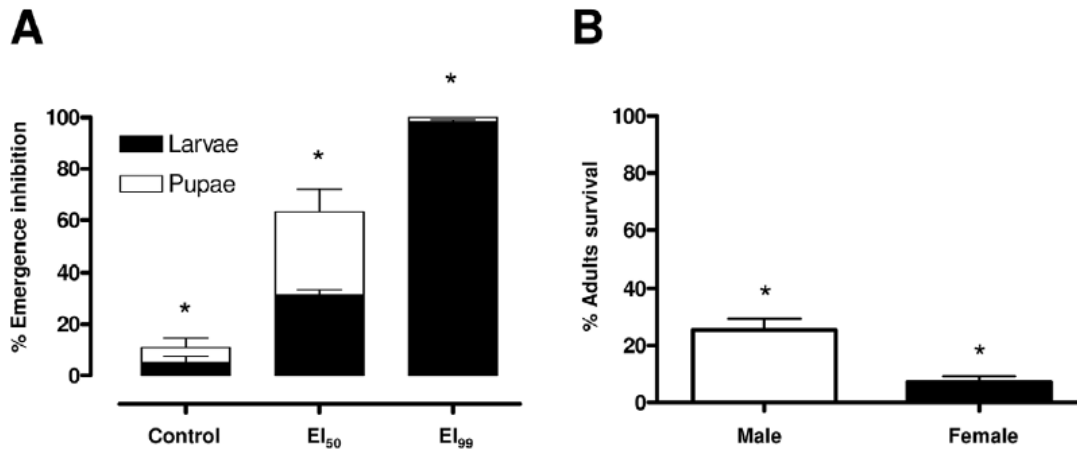 A
% Emergence inhibition
100
80
60
40
20
0
Larvae
Pupae
*
*
*
Control
EI50
EI99
B
% Adults survival
100
80
60
40
20
0
*
*
Male
Female